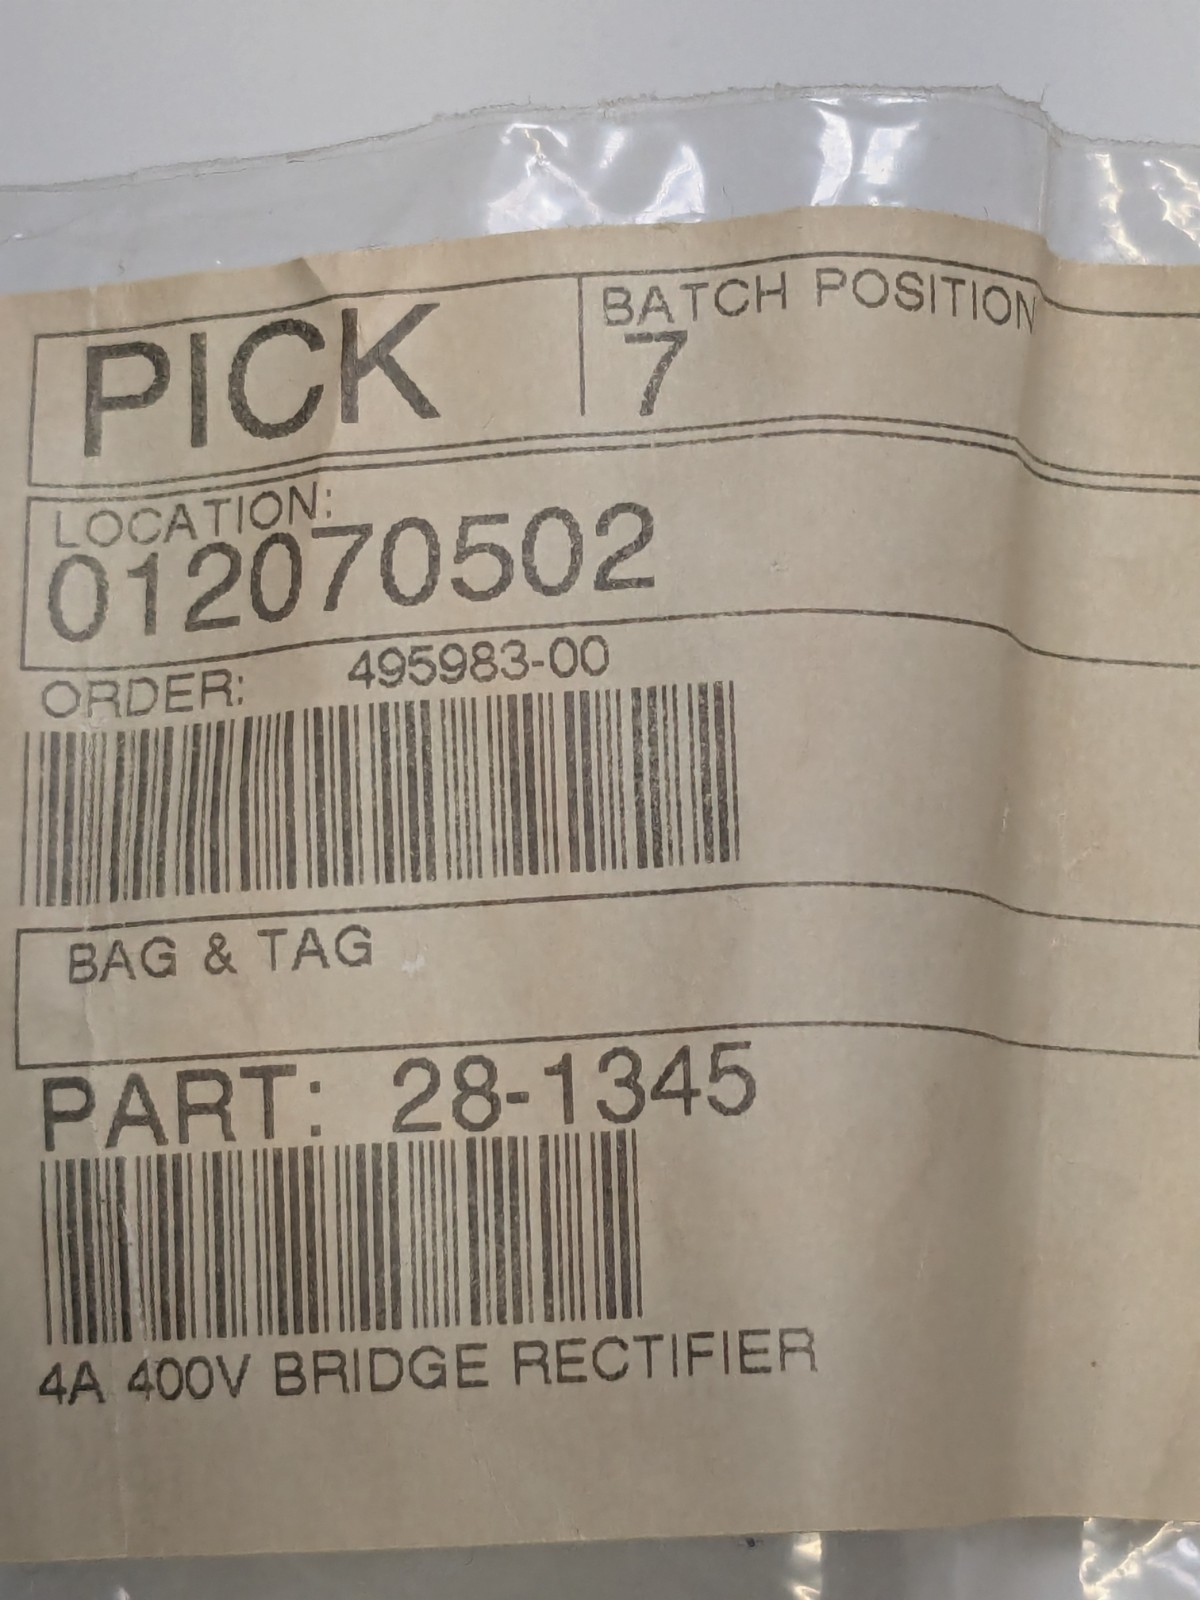 PICK
BATCH POSITION
7
LOCATION:
012070502
ORDER: 495983-00
BAG & TAG
PART: 28-1345
4A 400V BRIDGE RECTIFIER